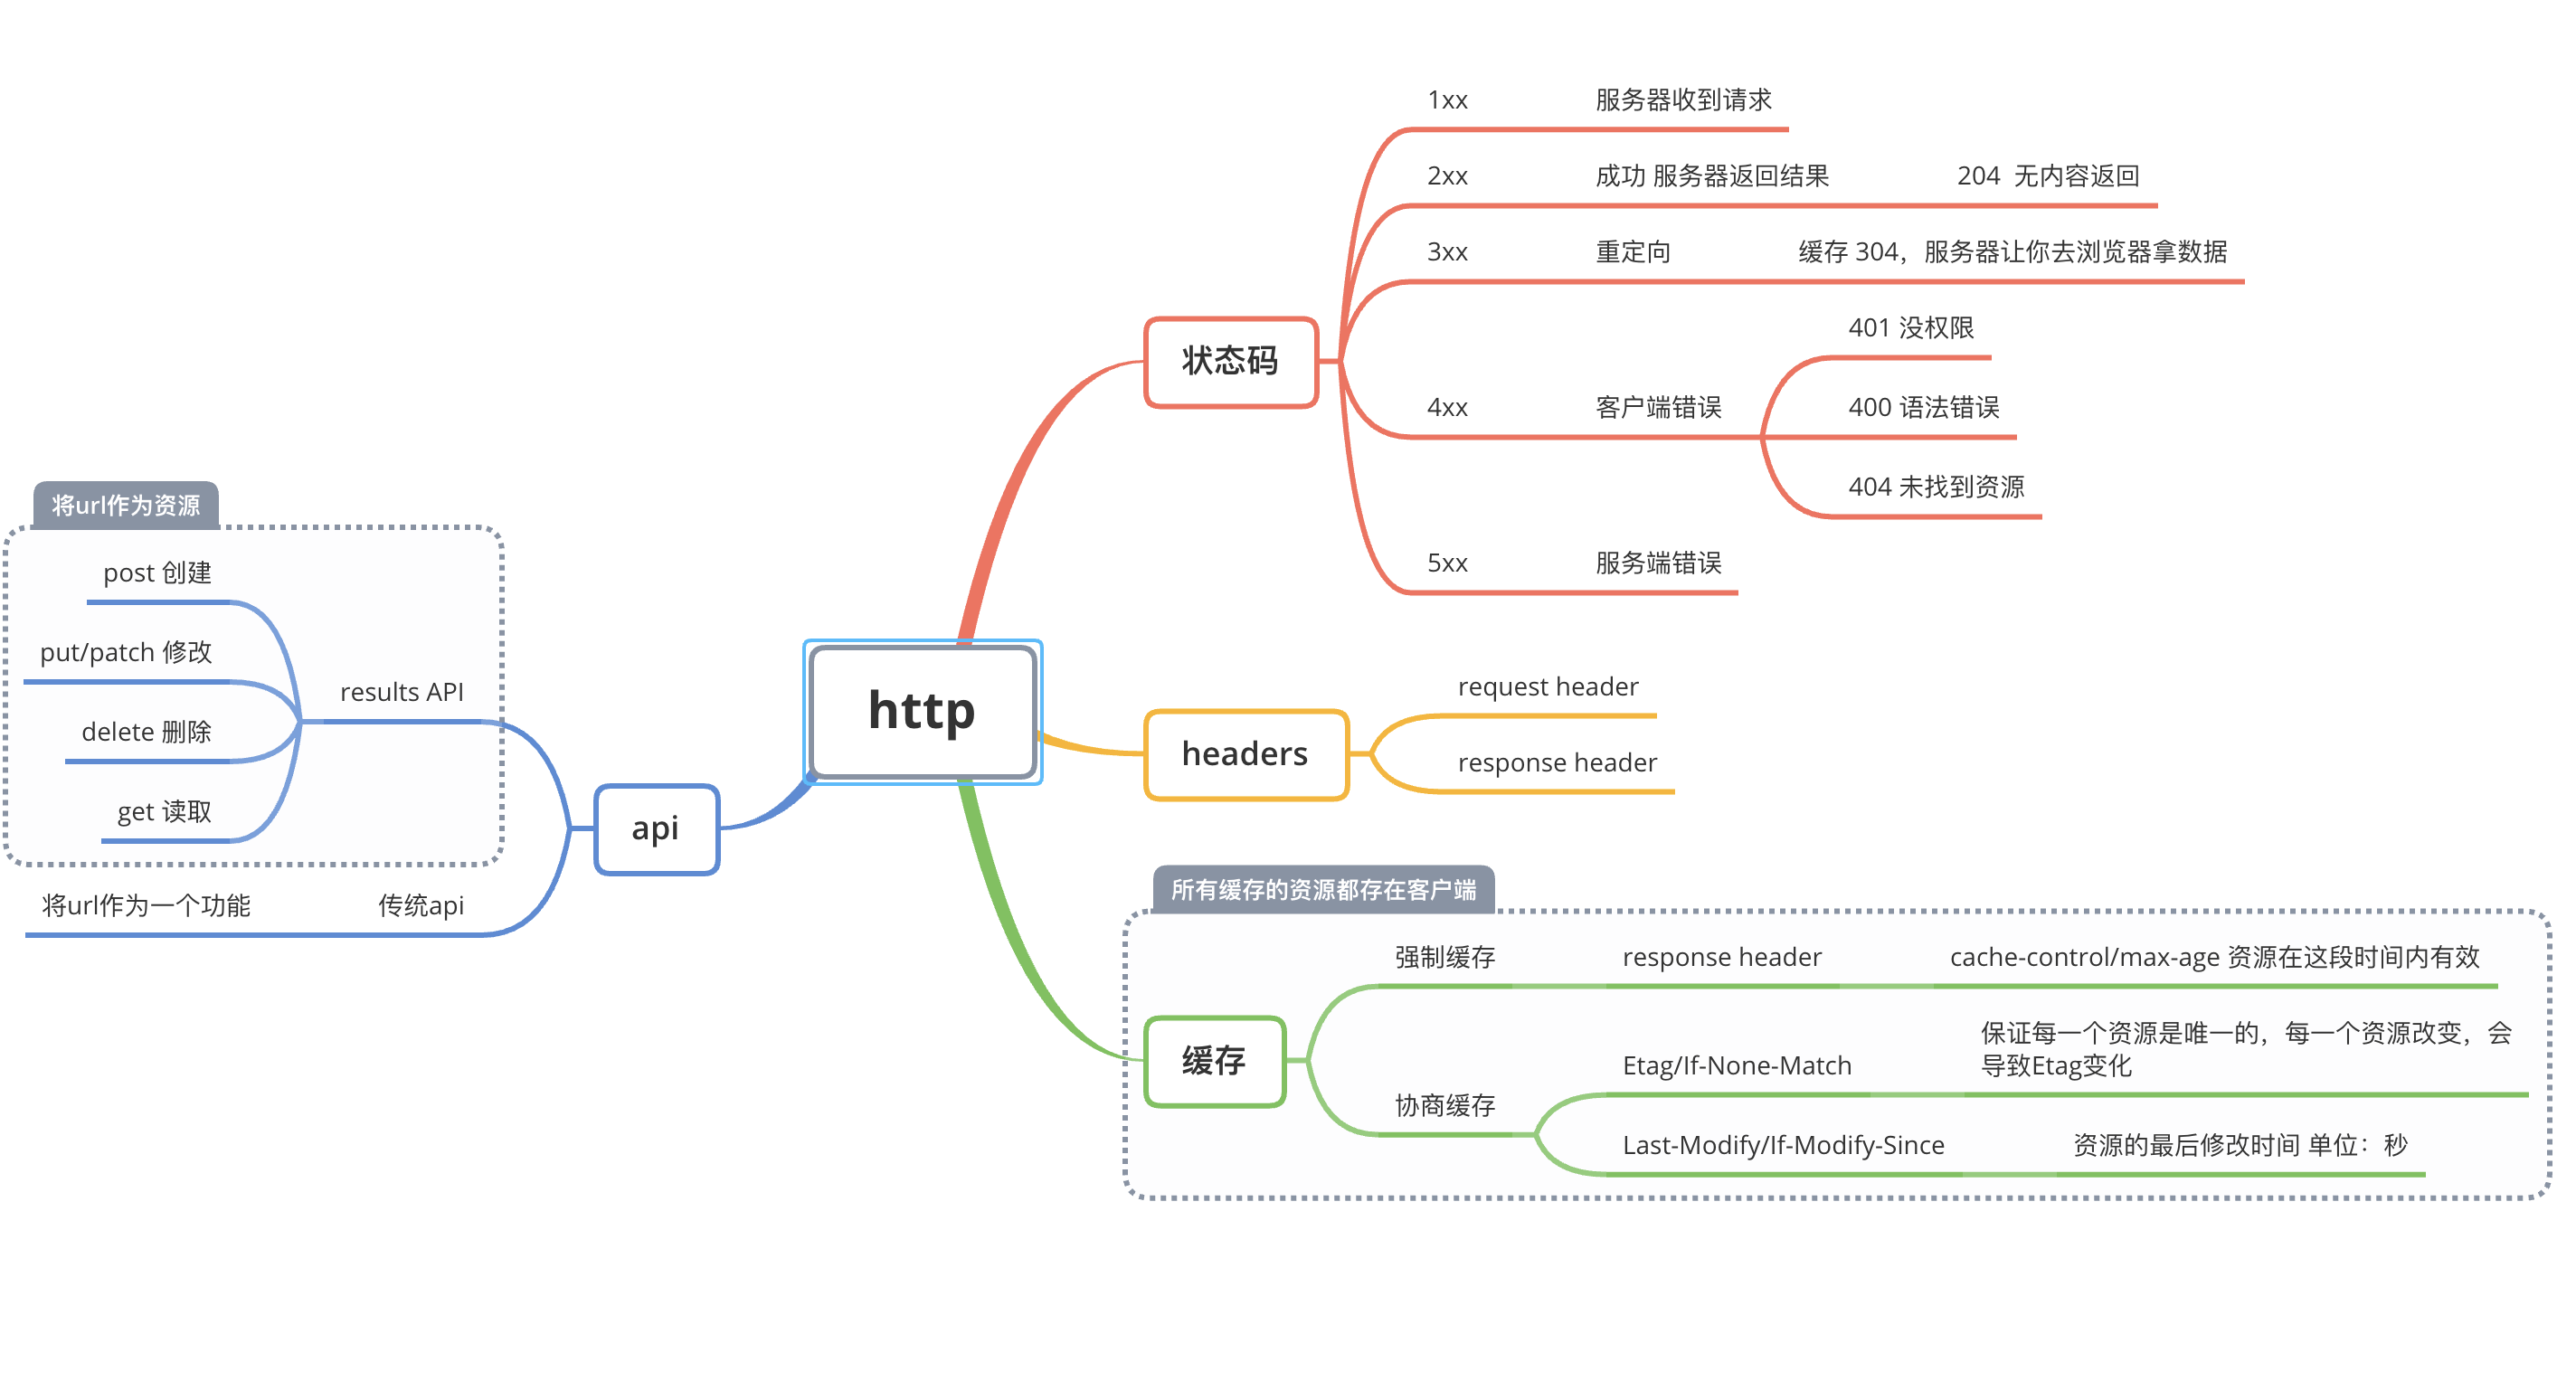 http
状态码
1xx 服务器收到请求
2xx 成功 服务器返回结果 204 无内容返回
3xx 重定向 缓存 304，服务器让你去浏览器拿数据
4xx 客户端错误
401 没权限
400 语法错误
404 未找到资源
5xx 服务端错误
headers
request header
response header
所有缓存的资源都存在客户端
缓存
强制缓存 response header cache-control/max-age 资源在这段时间内有效
协商缓存
Etag/If-None-Match
保证每一个资源是唯一的，每一个资源改变，会
导致Etag变化
Last-Modify/If-Modify-Since 资源的最后修改时间 单位：秒
api
将url作为资源
results API
post 创建
put/patch 修改
delete 删除
get 读取
传统api
将url作为一个功能